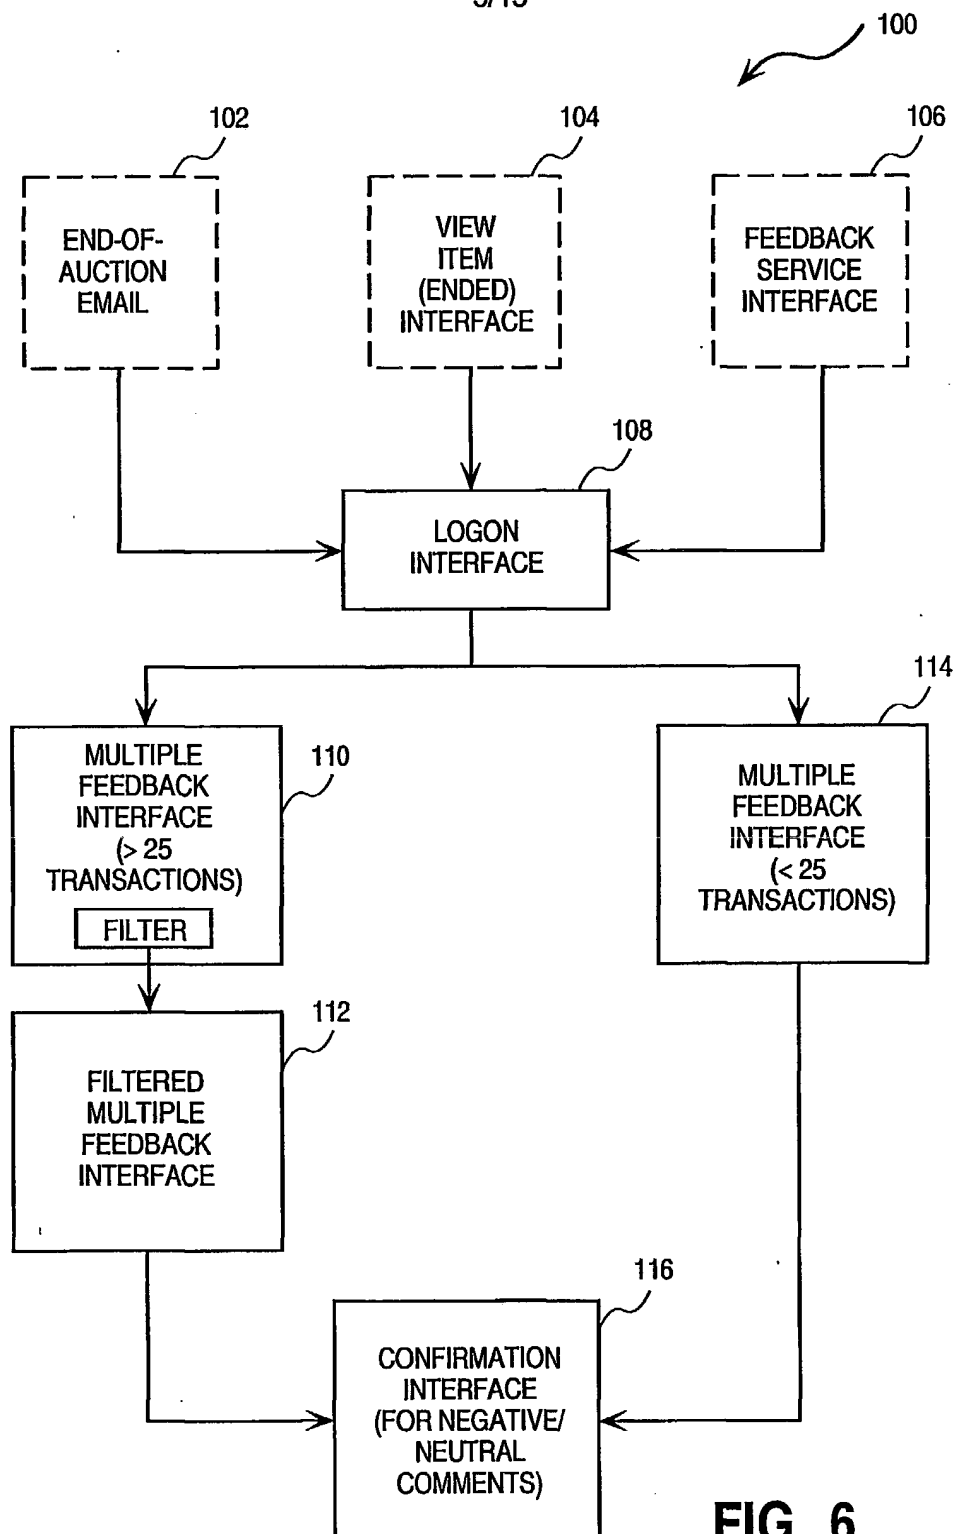 100
102
104
106
END-OF-
AUCTION
EMAIL
VIEW
ITEM
(ENDED)
INTERFACE
FEEDBACK
SERVICE
INTERFACE
108
LOGON
INTERFACE
114
110
MULTIPLE
FEEDBACK
INTERFACE
(> 25
TRANSACTIONS)
FILTER
MULTIPLE
FEEDBACK
INTERFACE
(< 25
TRANSACTIONS)
112
FILTERED
MULTIPLE
FEEDBACK
INTERFACE
116
CONFIRMATION
INTERFACE
(FOR NEGATIVE/
NEUTRAL
COMMENTS)
FIG. 6